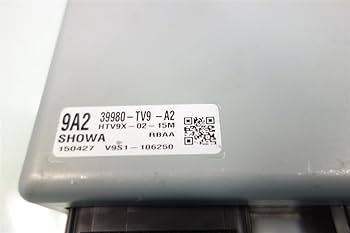 9A2 39980-TV9 -A2
HTV9X-02-15M
SHOWA RBAA
150427 V9S1-106250